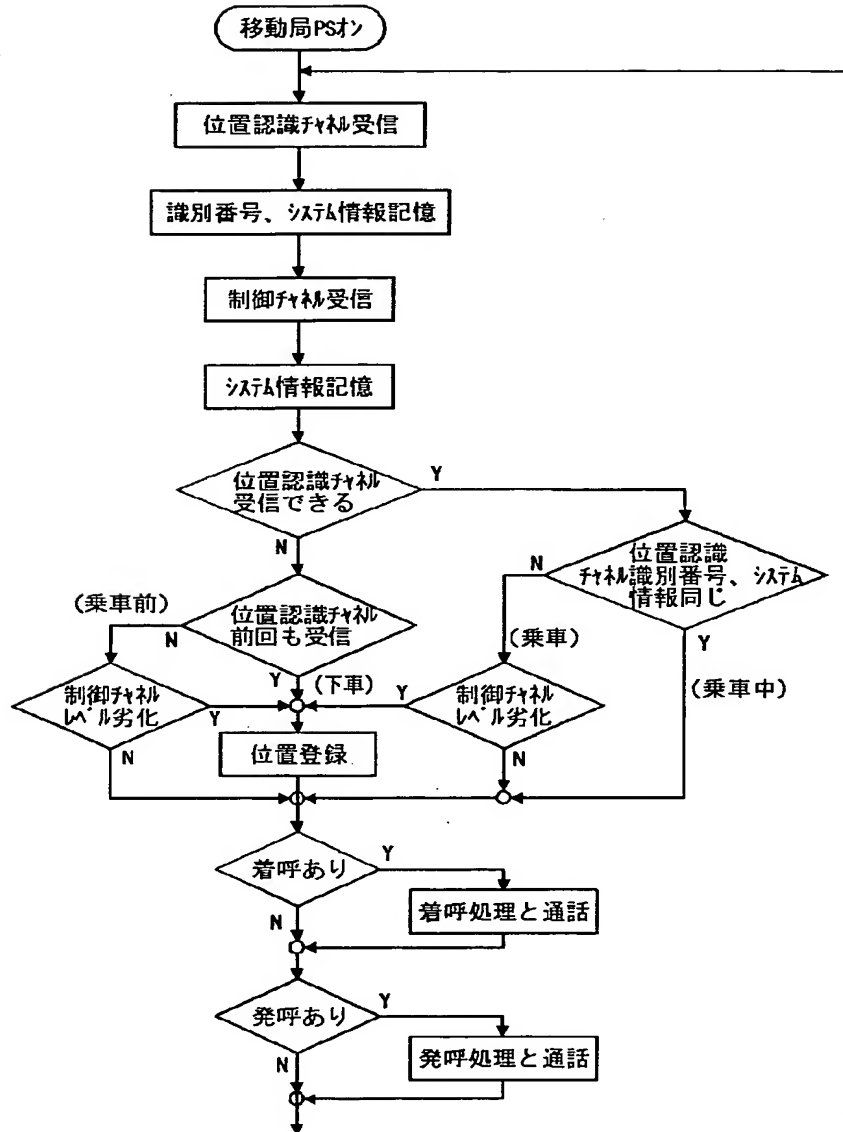 移動局PSオン
位置認識チャネル受信
識別番号、システム情報記憶
制御チャネル受信
システム情報記憶
位置認識チャネル
受信できる
Y
N
位置認識
チャネル識別番号、システム
情報同じ
N
Y
(乗車前)
位置認識チャネル
前回も受信
N
Y
(下車)
(乗車)
(乗車中)
制御チャネル
レベル劣化
Y
N
制御チャネル
レベル劣化
Y
N
位置登録
着呼あり
Y
N
着呼処理と通話
発呼あり
Y
N
発呼処理と通話